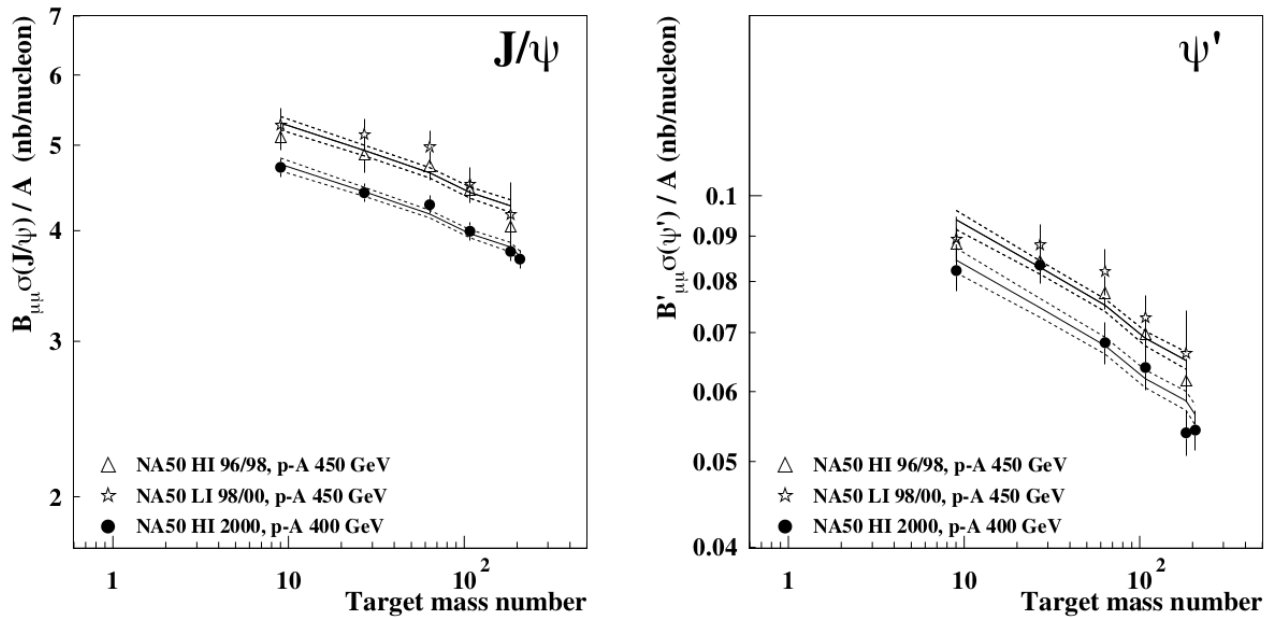 J/ψ
B_μμσ(J/ψ) / A (nb/nucleon)
7
6
5
4
3
2
NA50 HI 96/98, p-A 450 GeV
NA50 LI 98/00, p-A 450 GeV
NA50 HI 2000, p-A 400 GeV
1
10
10²
Target mass number
ψ'
B'_μμσ(ψ') / A (nb/nucleon)
0.1
0.09
0.08
0.07
0.06
0.05
0.04
NA50 HI 96/98, p-A 450 GeV
NA50 LI 98/00, p-A 450 GeV
NA50 HI 2000, p-A 400 GeV
1
10
10²
Target mass number